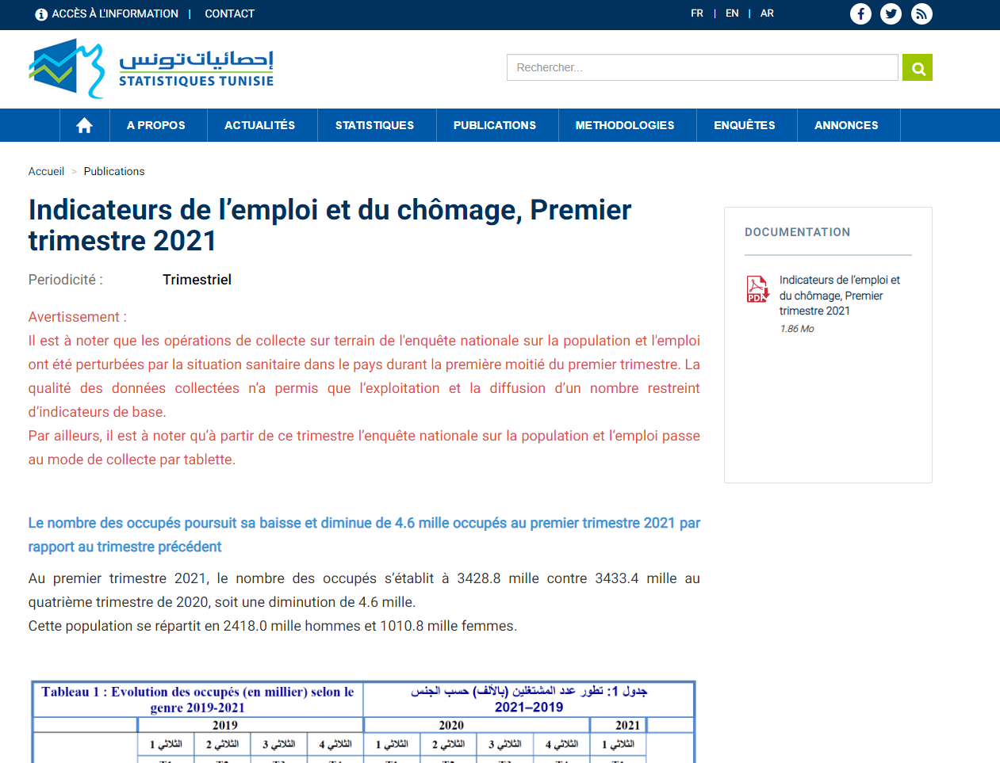 ACCÈS À L'INFORMATION | CONTACT
FR | EN | AR
إحصائيات تونس
STATISTIQUES TUNISIE
Rechercher...
A PROPOS ACTUALITÉS STATISTIQUES PUBLICATIONS METHODOLOGIES ENQUÊTES ANNONCES
Accueil > Publications
Indicateurs de l’emploi et du chômage, Premier
trimestre 2021
Periodicité : Trimestriel
Avertissement :
Il est à noter que les opérations de collecte sur terrain de l'enquête nationale sur la population et l'emploi
ont été perturbées par la situation sanitaire dans le pays durant la première moitié du premier trimestre. La
qualité des données collectées n’a permis que l’exploitation et la diffusion d’un nombre restreint
d’indicateurs de base.
Par ailleurs, il est à noter qu’à partir de ce trimestre l’enquête nationale sur la population et l’emploi passe
au mode de collecte par tablette.
Le nombre des occupés poursuit sa baisse et diminue de 4.6 mille occupés au premier trimestre 2021 par
rapport au trimestre précédent
Au premier trimestre 2021, le nombre des occupés s’établit à 3428.8 mille contre 3433.4 mille au
quatrième trimestre de 2020, soit une diminution de 4.6 mille.
Cette population se répartit en 2418.0 mille hommes et 1010.8 mille femmes.
Tableau 1 : Evolution des occupés (en millier) selon le
genre 2019-2021
جدول 1: تطور عدد المشتغلين (بالألف) حسب الجنس
2019–2021
2019 2020 2021
الثلاثي 1 الثلاثي 2 الثلاثي 3 الثلاثي 4 الثلاثي 1 الثلاثي 2 الثلاثي 3 الثلاثي 4 الثلاثي 1
DOCUMENTATION
PDF
Indicateurs de l’emploi et
du chômage, Premier
trimestre 2021
1.86 Mo